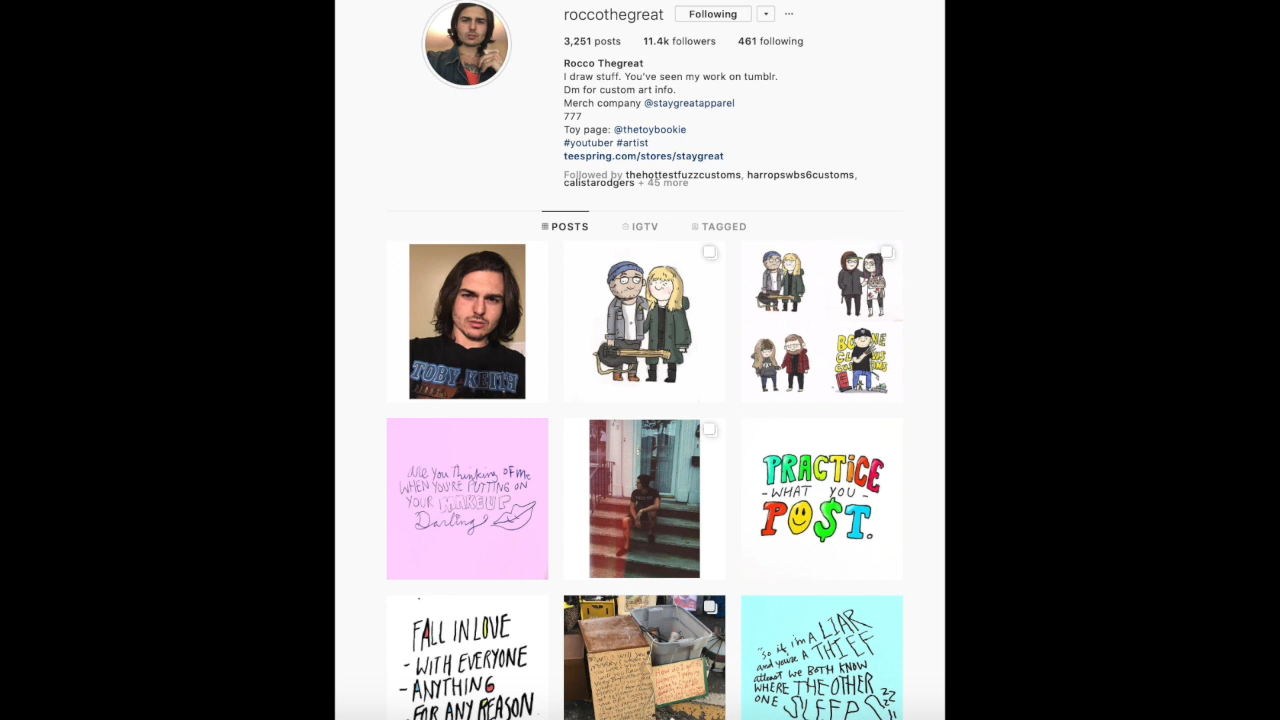 roccothegreat Following ...
3,251 posts 11.4k followers 461 following
Rocco Thegreat
I draw stuff. You've seen my work on tumblr.
Dm for custom art info.
Merch company @staygreatapparel
777
Toy page: @thetoybookie
#youtuber #artist
teespring.com/stores/staygreat
Followed by thehottestfuzzcustoms, harropswbs6customs,
calistarodgers + 45 more
POSTS IGTV TAGGED
TOBY KEITH
are you thinking OF me
WHEN YOU'RE PUTTING ON
YOUR MAKEUP
Darling
PRACTICE
- WHAT YOU -
PO$T.
FALL IN LOVE
- WITH EVERYONE
- ANYTHING
- FOR ANY REASON
"So if i'm A LIAR
and you're A THIEF
atleast we BOTH KNOW
WHERE THE OTHER
ONE SLEEPS